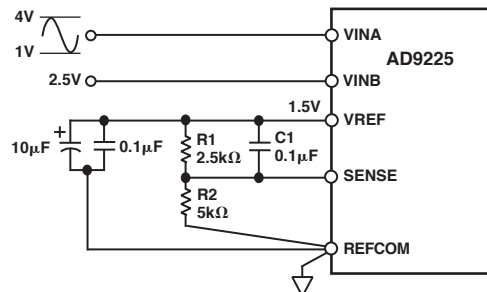 4V
1V
VINA
AD9225
2.5V
VINB
1.5V
VREF
10µF
+
0.1µF
R1
2.5kΩ
C1
0.1µF
SENSE
R2
5kΩ
REFCOM